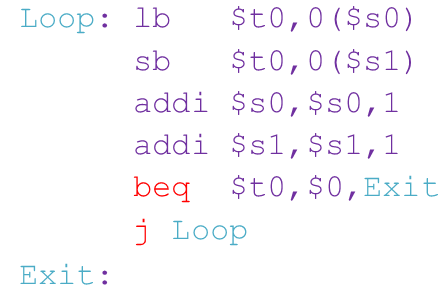 Loop: lb   $t0,0($s0)
      sb   $t0,0($s1)
      addi $s0,$s0,1
      addi $s1,$s1,1
      beq  $t0,$0,Exit
      j Loop
Exit: